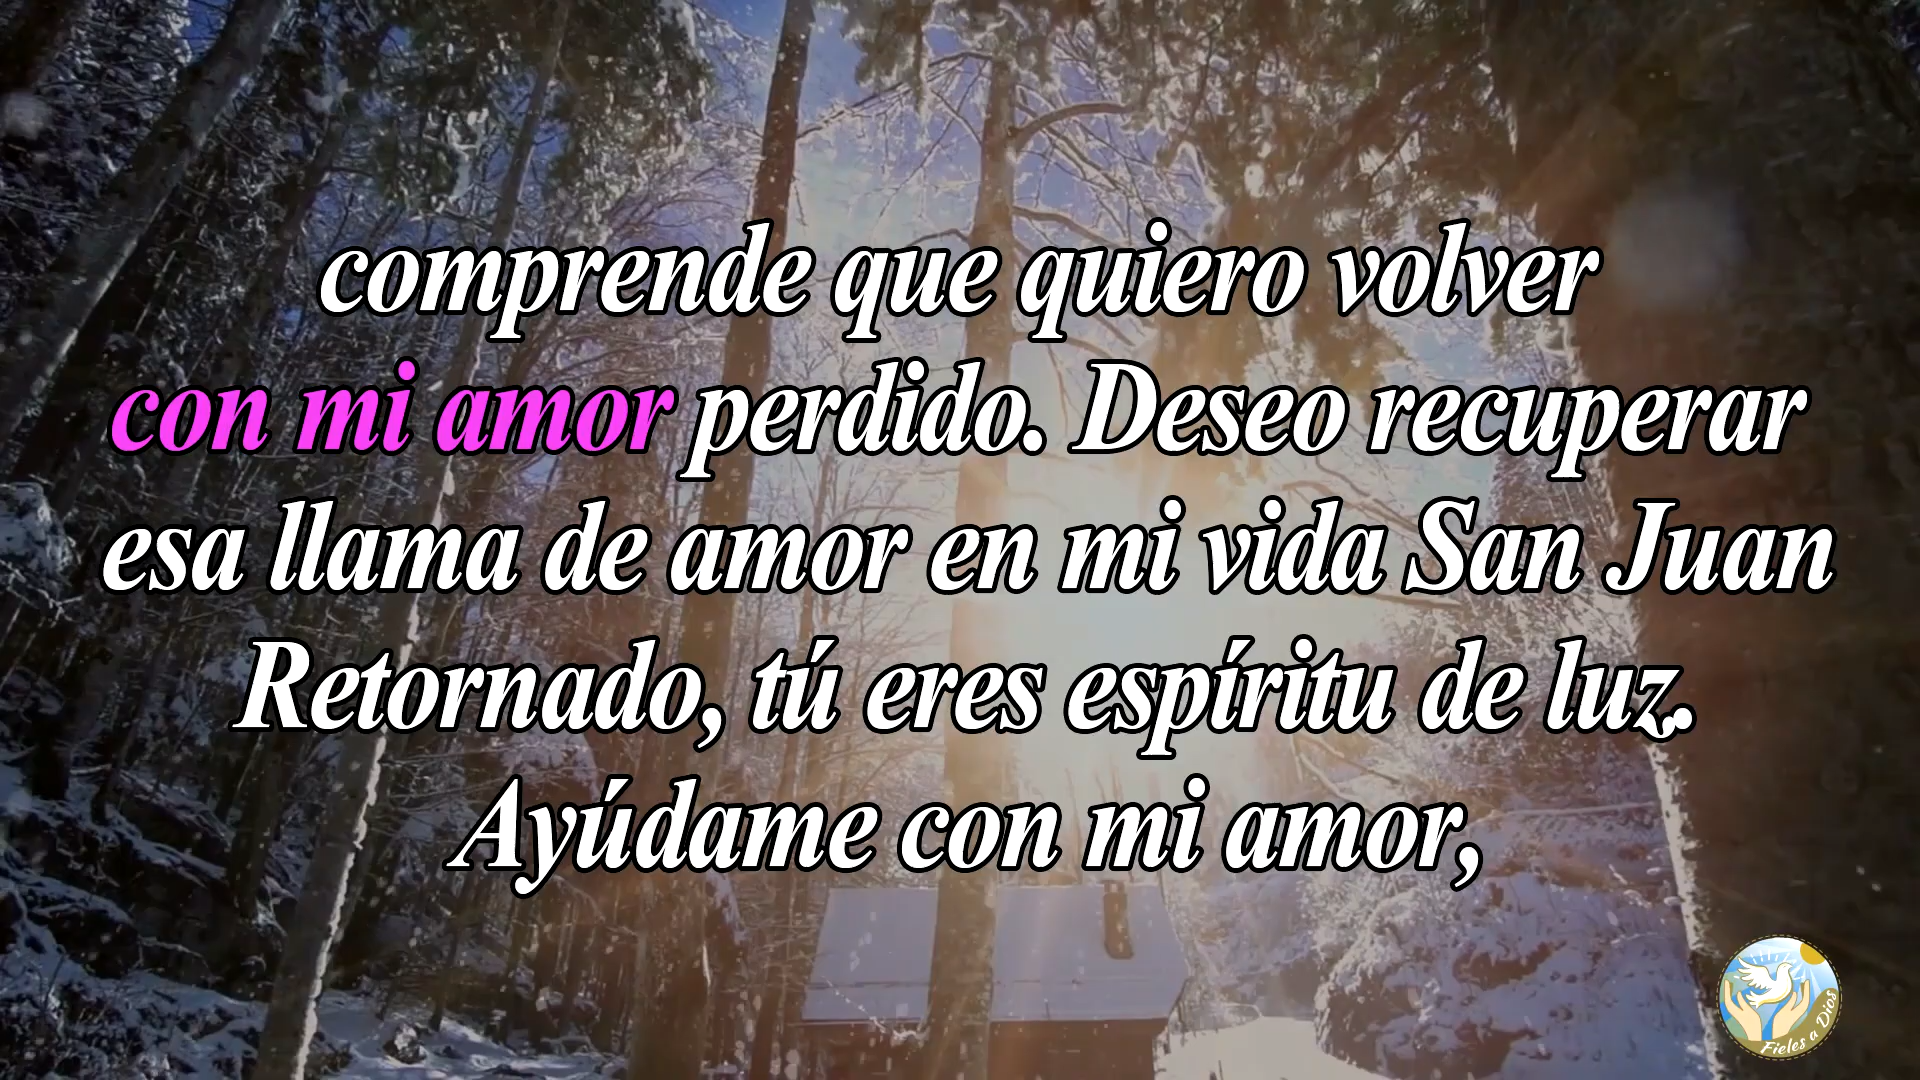 comprende que quiero volver
con mi amor perdido. Deseo recuperar
esa llama de amor en mi vida San Juan
Retornado, tú eres espíritu de luz.
Ayúdame con mi amor,
Fieles a Dios